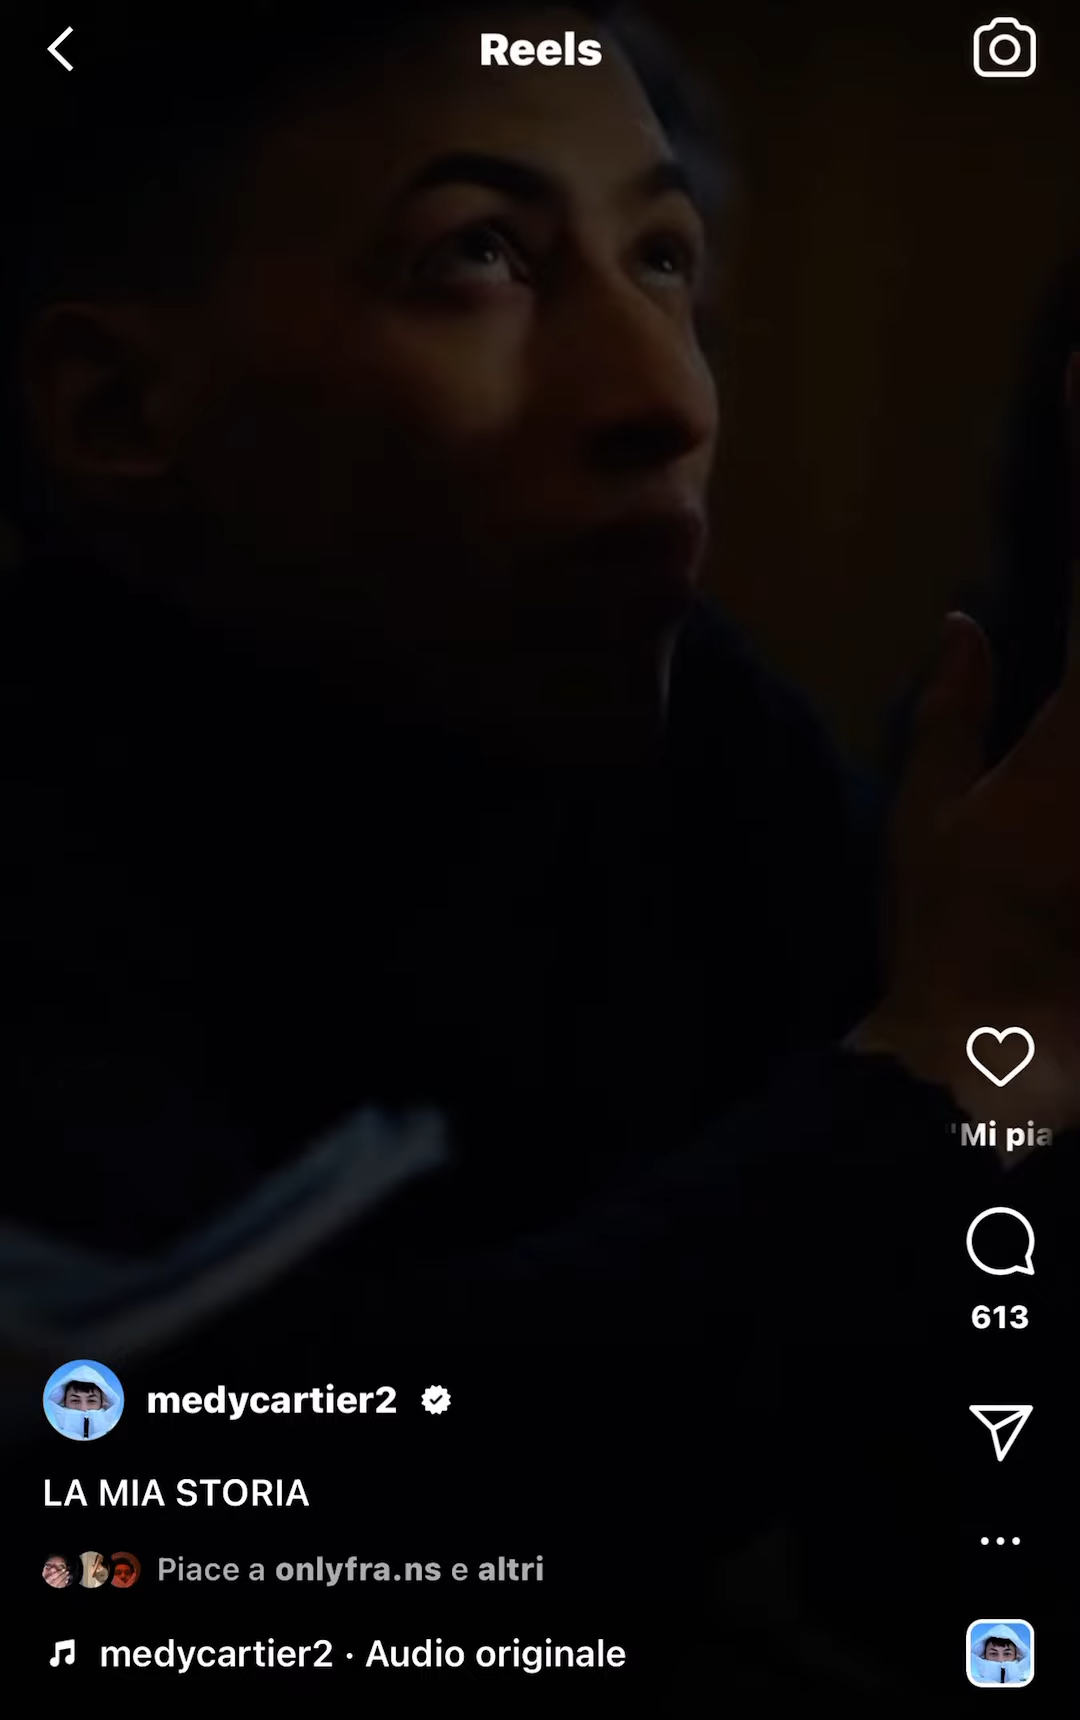 Reels
"Mi pia
613
medycartier2
LA MIA STORIA
Piace a onlyfra.ns e altri
medycartier2 · Audio originale